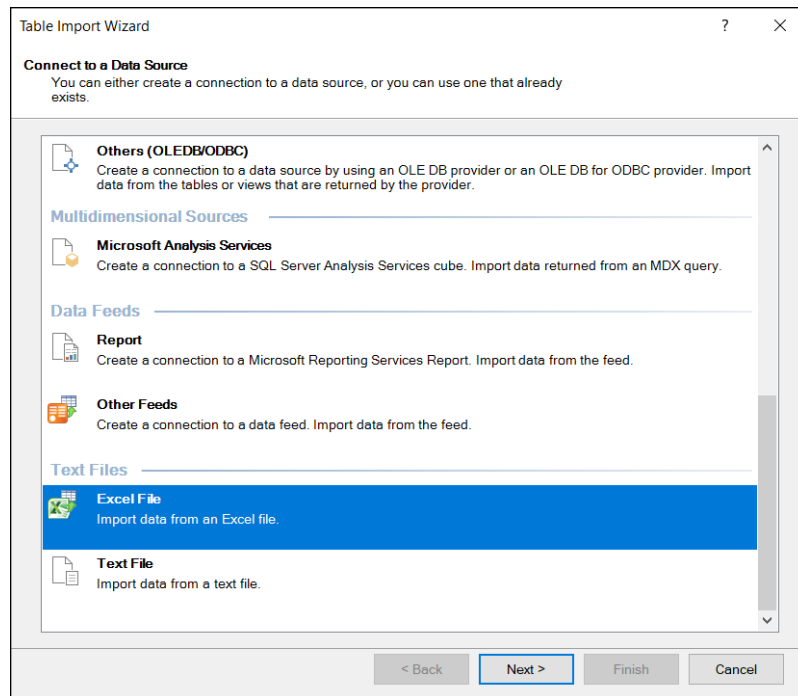 Table Import Wizard
?
Connect to a Data Source
You can either create a connection to a data source, or you can use one that already
exists.
Others (OLEDB/ODBC)
Create a connection to a data source by using an OLE DB provider or an OLE DB for ODBC provider. Import
data from the tables or views that are returned by the provider.
Multidimensional Sources
Microsoft Analysis Services
Create a connection to a SQL Server Analysis Services cube. Import data returned from an MDX query.
Data Feeds
Report
Create a connection to a Microsoft Reporting Services Report. Import data from the feed.
Other Feeds
Create a connection to a data feed. Import data from the feed.
Text Files
Excel File
Import data from an Excel file.
Text File
Import data from a text file.
< Back
Next >
Finish
Cancel